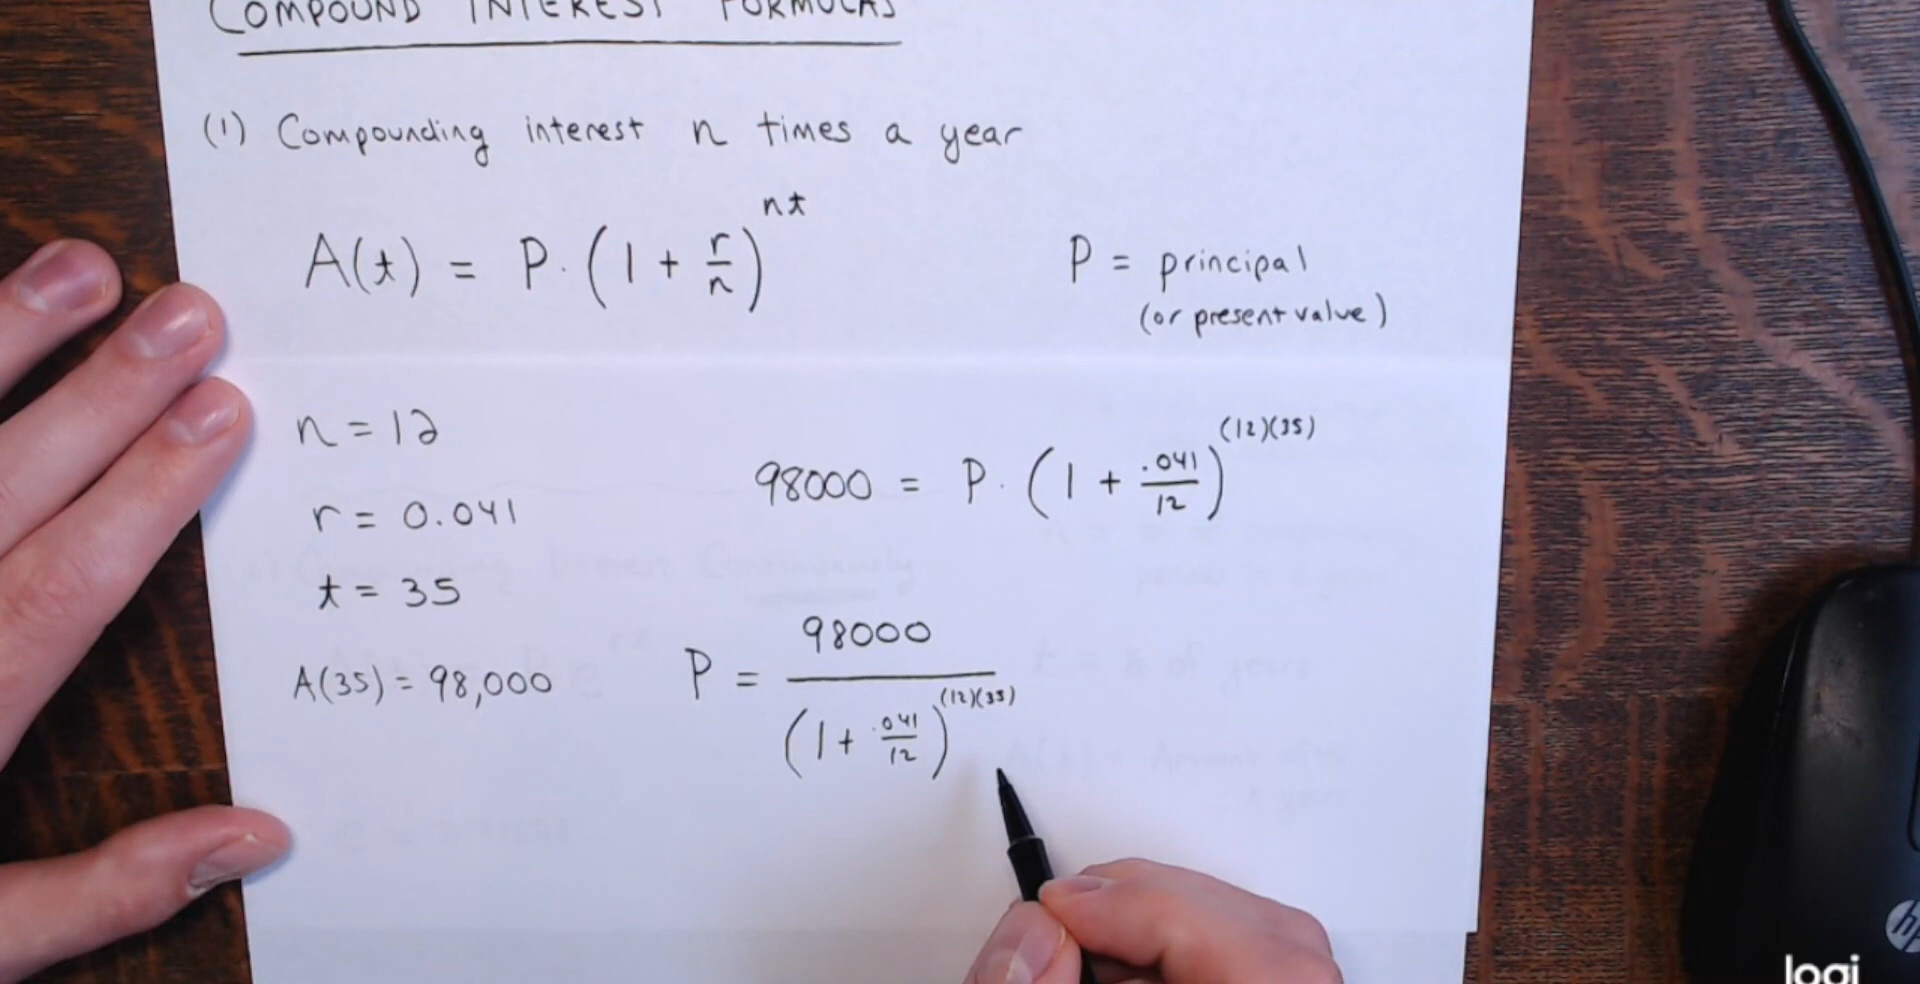 COMPOUND INTEREST FORMULAS
(1) Compounding interest n times a year
A(t) = P · (1 + r/n)^nt
P = principal
(or present value)
n = 12
98000 = P · (1 + .041/12)^(12)(35)
r = 0.041
t = 35
A(35) = 98,000
P = 98000 / (1 + .041/12)^(12)(35)
hp
logi